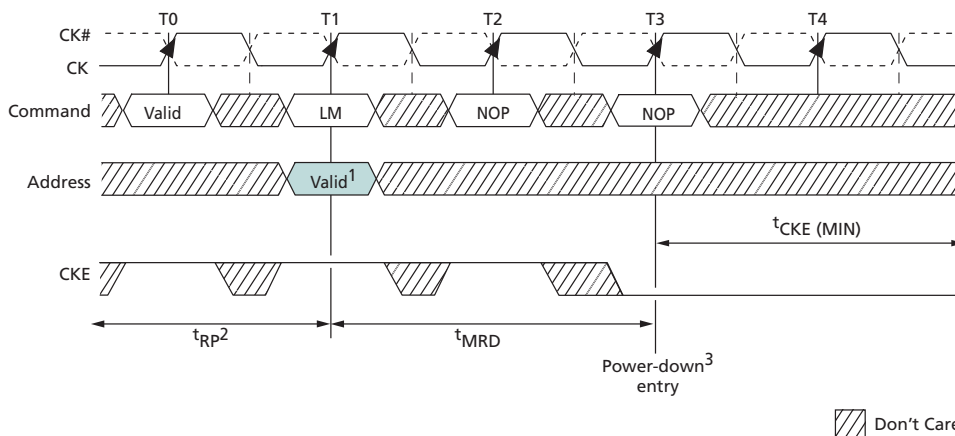 T0 T1 T2 T3 T4
CK#
CK
Command Valid LM NOP NOP
Address Valid1
tCKE (MIN)
CKE
tRP2 tMRD
Power-down3
entry
Don't Care